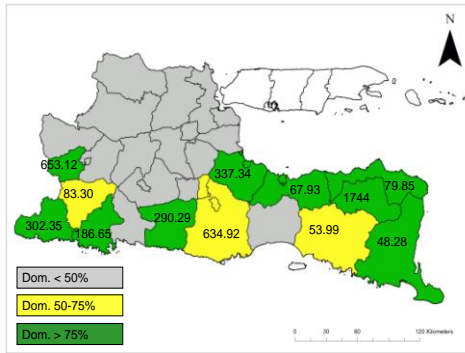 N
653.12
337.34
83.30
67.93
79.85
1744
302.35
186.65
290.29
634.92
53.99
48.28
Dom. < 50%
Dom. 50-75%
Dom. > 75%
0 30 60 120 Kilometers